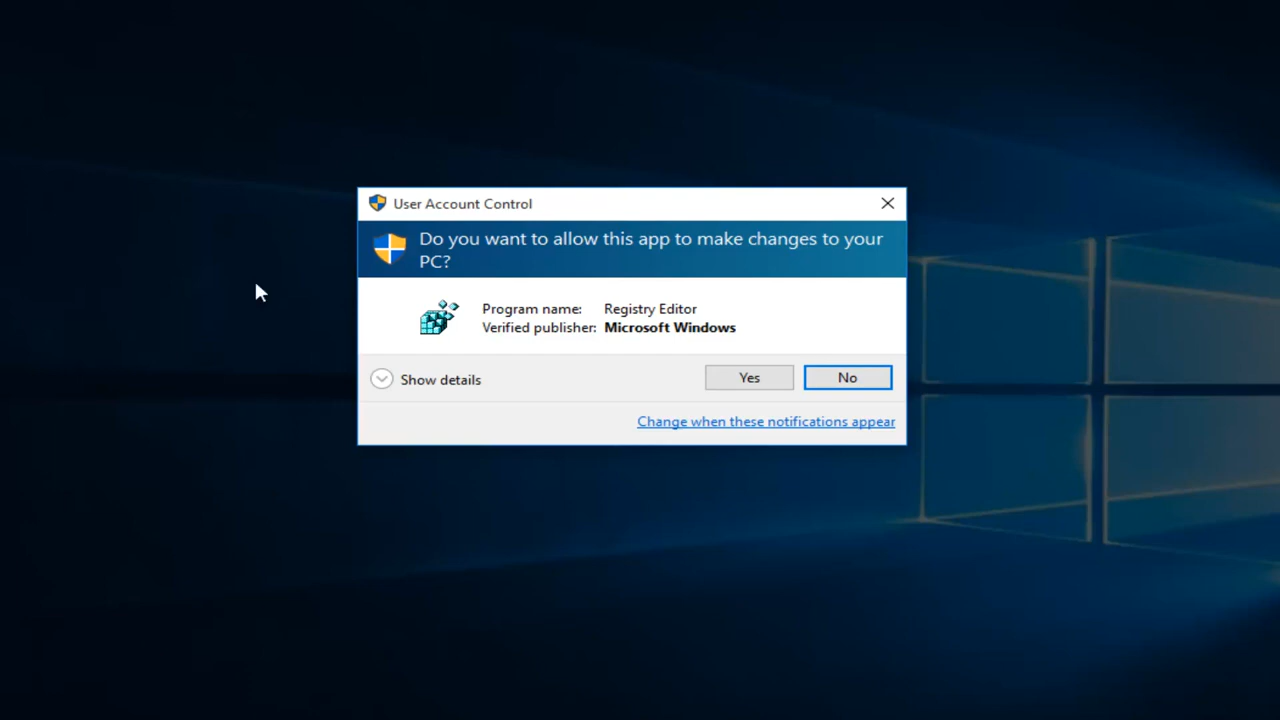 User Account Control
Do you want to allow this app to make changes to your
PC?
Program name: Registry Editor
Verified publisher: Microsoft Windows
Show details
Yes
No
Change when these notifications appear